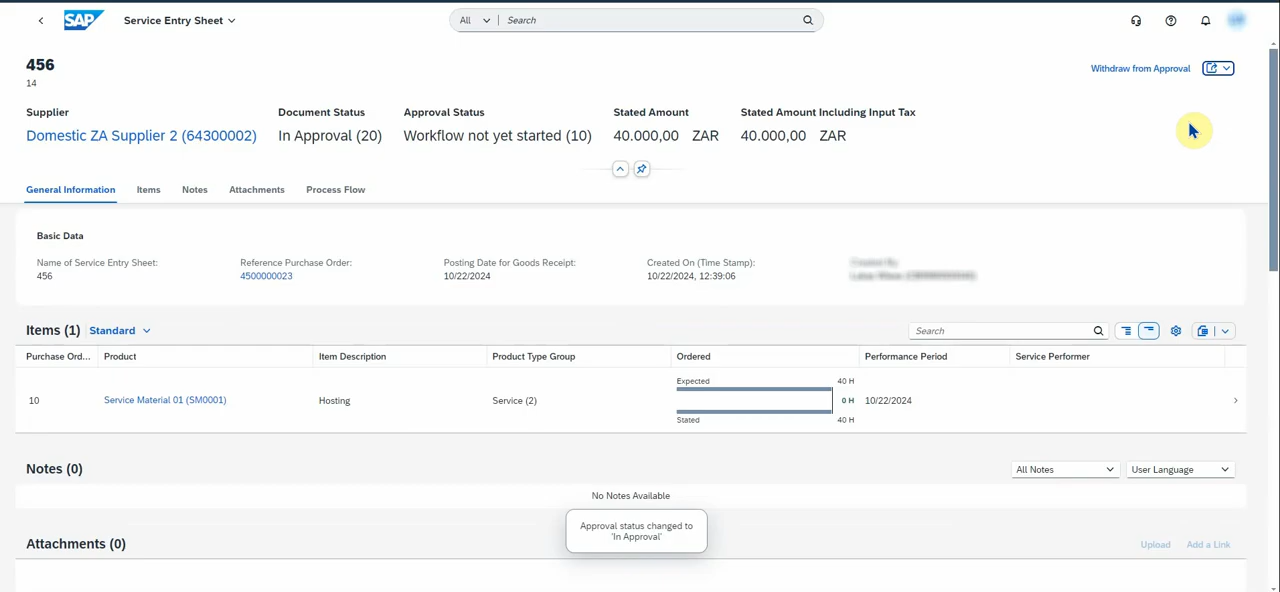 SAP Service Entry Sheet All Search
456
14
Withdraw from Approval
Supplier Document Status Approval Status Stated Amount Stated Amount Including Input Tax
Domestic ZA Supplier 2 (64300002) In Approval (20) Workflow not yet started (10) 40.000,00 ZAR 40.000,00 ZAR
General Information Items Notes Attachments Process Flow
Basic Data
Name of Service Entry Sheet: Reference Purchase Order: Posting Date for Goods Receipt: Created On (Time Stamp):
456 4500000023 10/22/2024 10/22/2024, 12:39:06
Items (1) Standard Search
Purchase Ord... Product Item Description Product Type Group Ordered Performance Period Service Performer
Expected 40 H
10 Service Material 01 (SM0001) Hosting Service (2) 0 H 10/22/2024
Stated 40 H
Notes (0) All Notes User Language
No Notes Available
Approval status changed to
'In Approval'
Attachments (0) Upload Add a Link